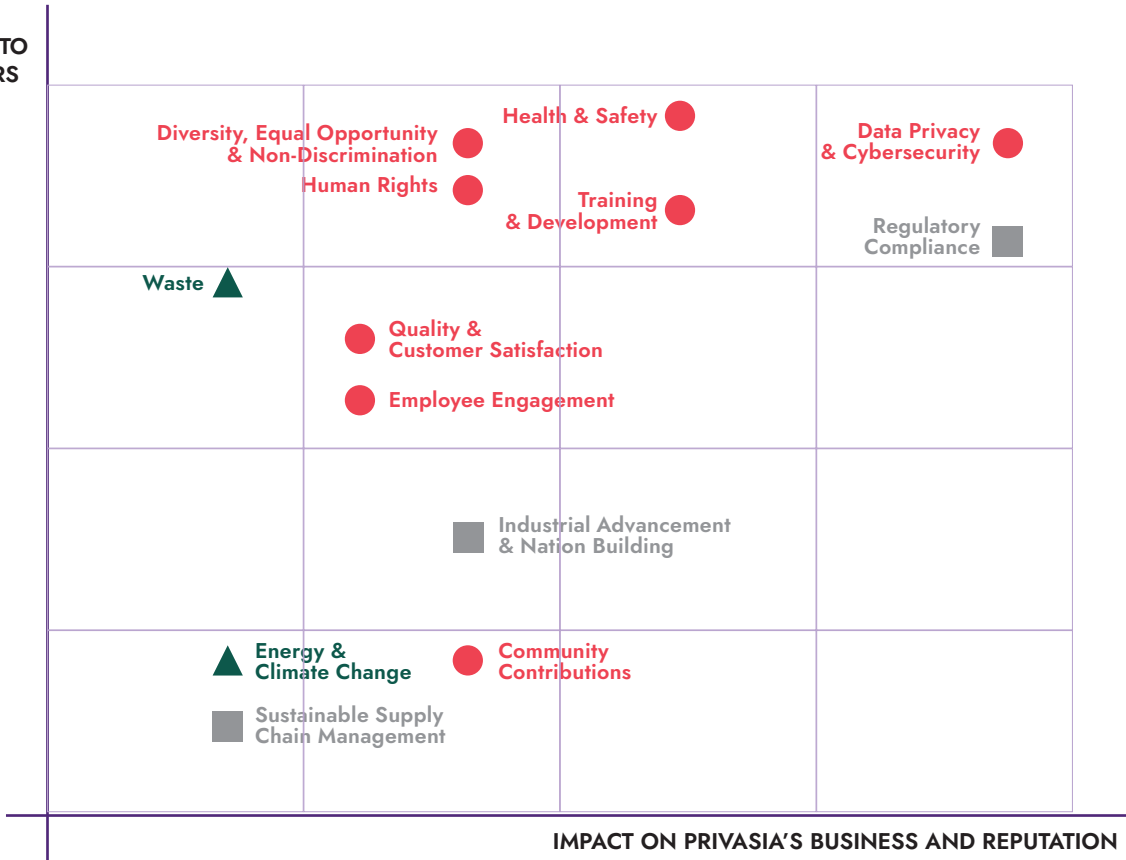 TO
RS
Health & Safety
Diversity, Equal Opportunity
& Non-Discrimination
Data Privacy
& Cybersecurity
Human Rights
Training
& Development
Regulatory
Compliance
Waste
Quality &
Customer Satisfaction
Employee Engagement
Industrial Advancement
& Nation Building
Energy &
Climate Change
Community
Contributions
Sustainable Supply
Chain Management
IMPACT ON PRIVASIA’S BUSINESS AND REPUTATION